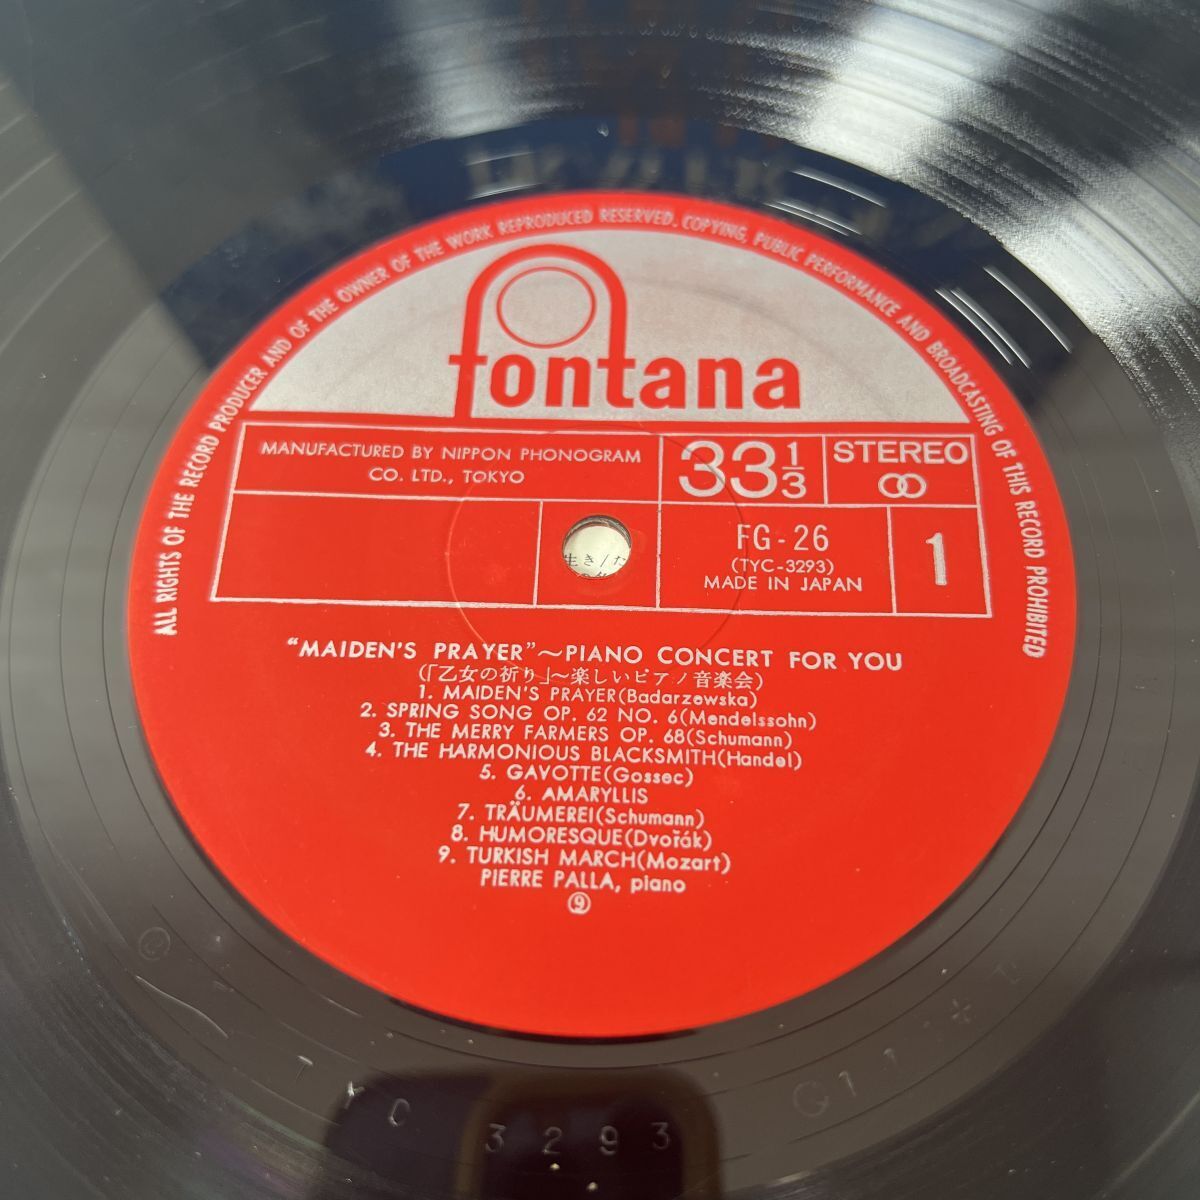 ALL RIGHTS OF THE RECORD PRODUCER AND OF THE OWNER OF THE WORK REPRODUCED RESERVED. COPYING, PUBLIC PERFORMANCE AND BROADCASTING OF THIS RECORD PROHIBITED
fontana
MANUFACTURED BY NIPPON PHONOGRAM
CO. LTD., TOKYO
33 1/3
STEREO
FG-26
(TYC-3293)
MADE IN JAPAN
1
生き/た
"MAIDEN'S PRAYER"~PIANO CONCERT FOR YOU
(「乙女の祈り」~楽しいピアノ音楽会)
1. MAIDEN'S PRAYER(Badarzewska)
2. SPRING SONG OP. 62 NO. 6(Mendelssohn)
3. THE MERRY FARMERS OP. 68(Schumann)
4. THE HARMONIOUS BLACKSMITH(Handel)
5. GAVOTTE(Gossec)
6. AMARYLLIS
7. TRÄUMEREI(Schumann)
8. HUMORESQUE(Dvořák)
9. TURKISH MARCH(Mozart)
PIERRE PALLA, piano
⑨
TYC 3293